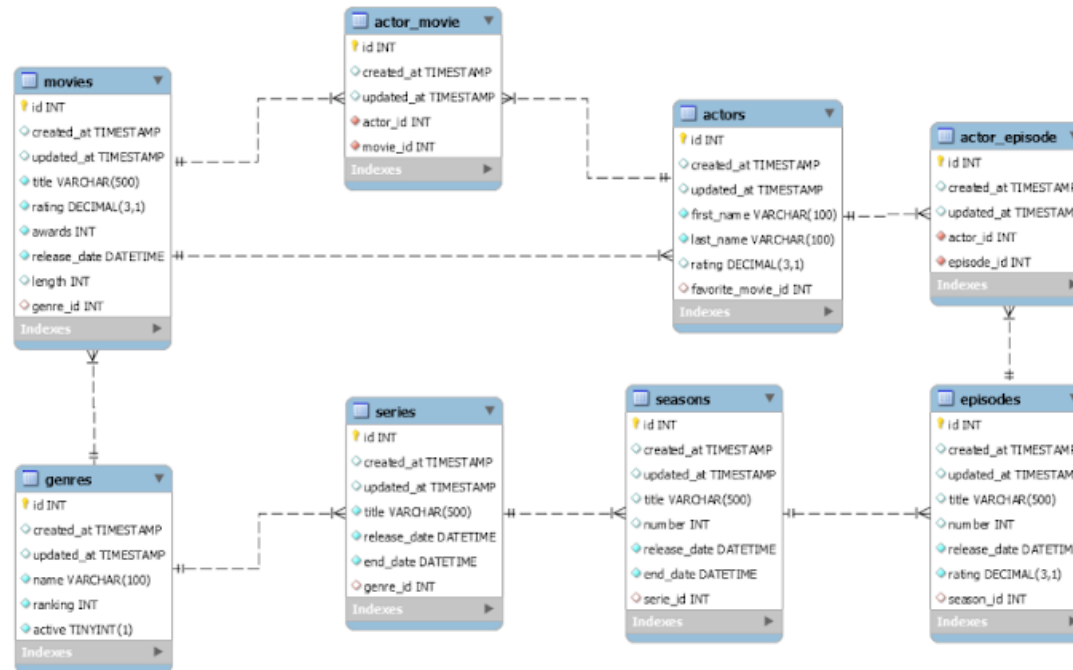 actor_movie
id INT
created_at TIMESTAMP
updated_at TIMESTAMP
actor_id INT
movie_id INT
Indexes
movies
id INT
created_at TIMESTAMP
updated_at TIMESTAMP
title VARCHAR(500)
rating DECIMAL(3,1)
awards INT
release_date DATETIME
length INT
genre_id INT
Indexes
actors
id INT
created_at TIMESTAMP
updated_at TIMESTAMP
first_name VARCHAR(100)
last_name VARCHAR(100)
rating DECIMAL(3,1)
favorite_movie_id INT
Indexes
actor_episode
id INT
created_at TIMESTAMP
updated_at TIMESTAMP
actor_id INT
episode_id INT
Indexes
genres
id INT
created_at TIMESTAMP
updated_at TIMESTAMP
name VARCHAR(100)
ranking INT
active TINYINT(1)
Indexes
series
id INT
created_at TIMESTAMP
updated_at TIMESTAMP
title VARCHAR(500)
release_date DATETIME
end_date DATETIME
genre_id INT
Indexes
seasons
id INT
created_at TIMESTAMP
updated_at TIMESTAMP
title VARCHAR(500)
number INT
release_date DATETIME
end_date DATETIME
serie_id INT
Indexes
episodes
id INT
created_at TIMESTAMP
updated_at TIMESTAMP
title VARCHAR(500)
number INT
release_date DATETIM
rating DECIMAL(3,1)
season_id INT
Indexes